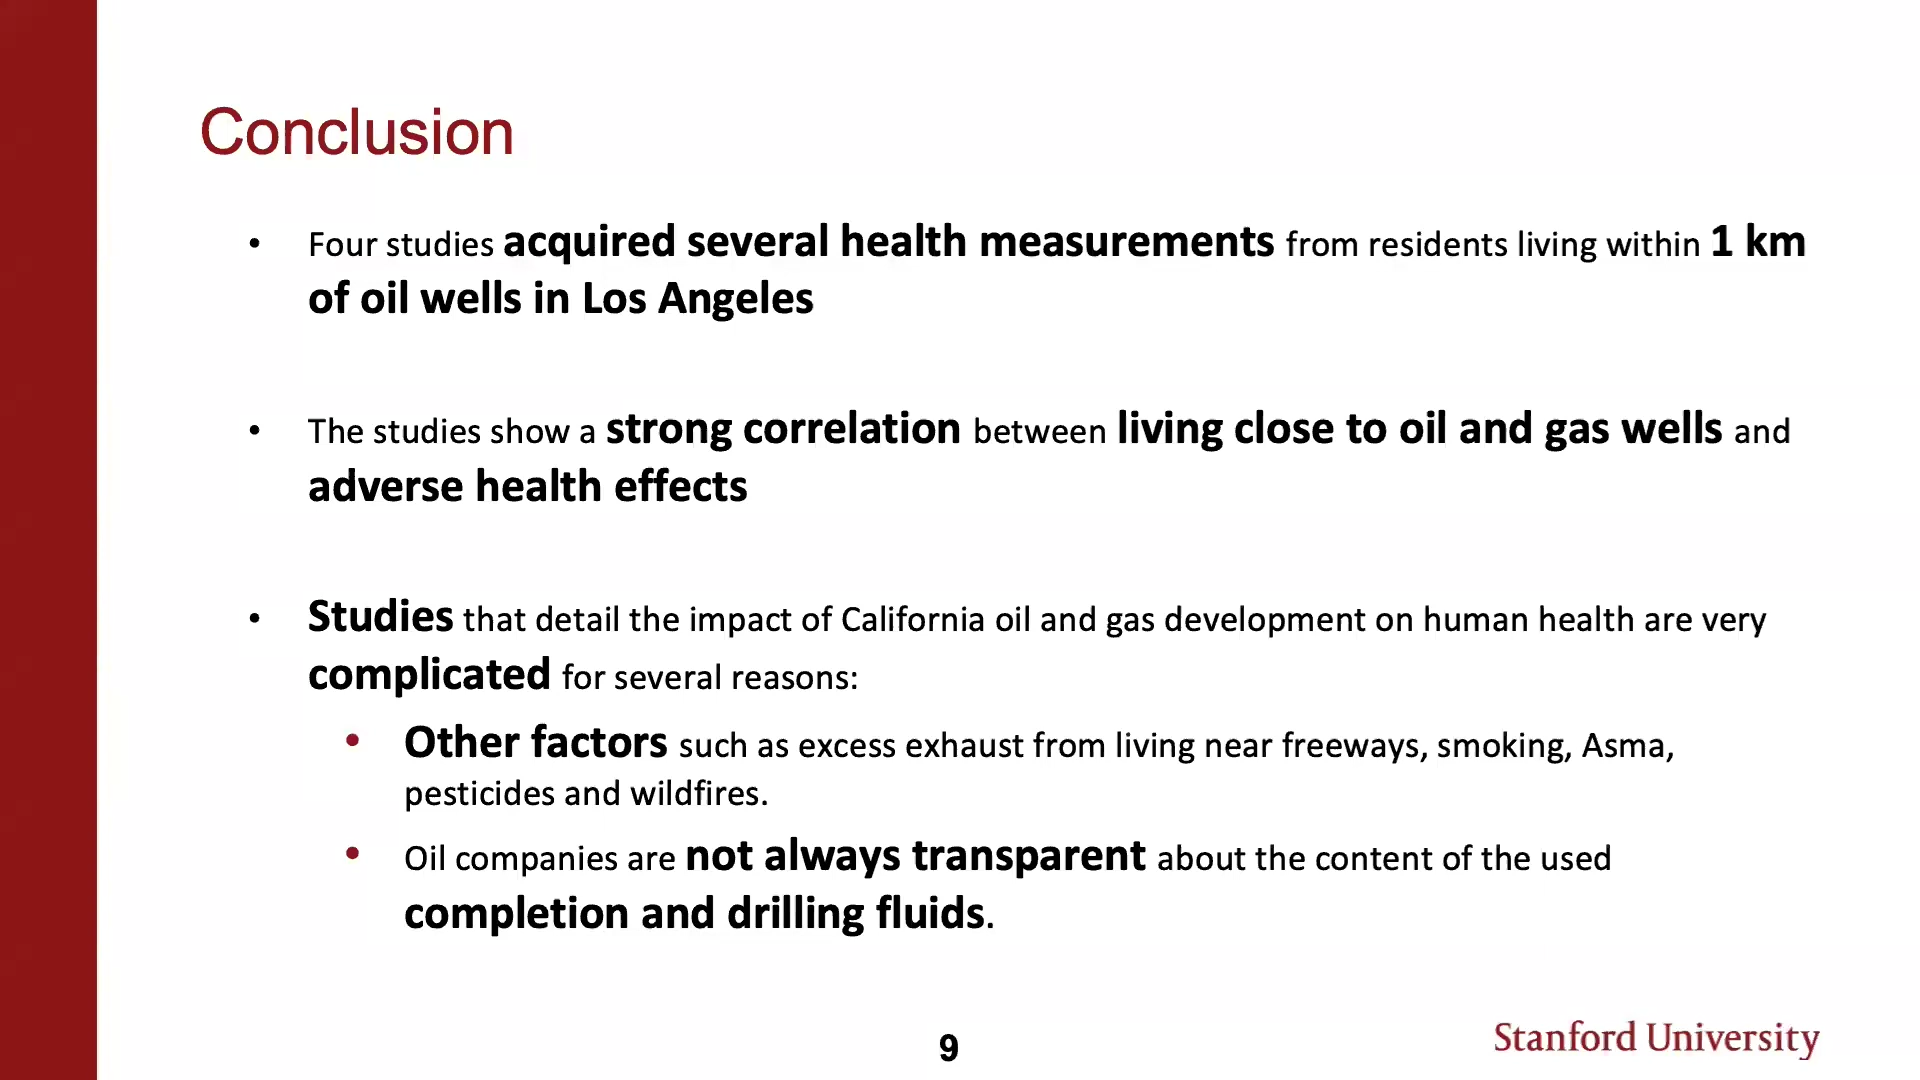 Conclusion
• Four studies acquired several health measurements from residents living within 1 km
of oil wells in Los Angeles
• The studies show a strong correlation between living close to oil and gas wells and
adverse health effects
• Studies that detail the impact of California oil and gas development on human health are very
complicated for several reasons:
• Other factors such as excess exhaust from living near freeways, smoking, Asma,
pesticides and wildfires.
• Oil companies are not always transparent about the content of the used
completion and drilling fluids.
9
Stanford University